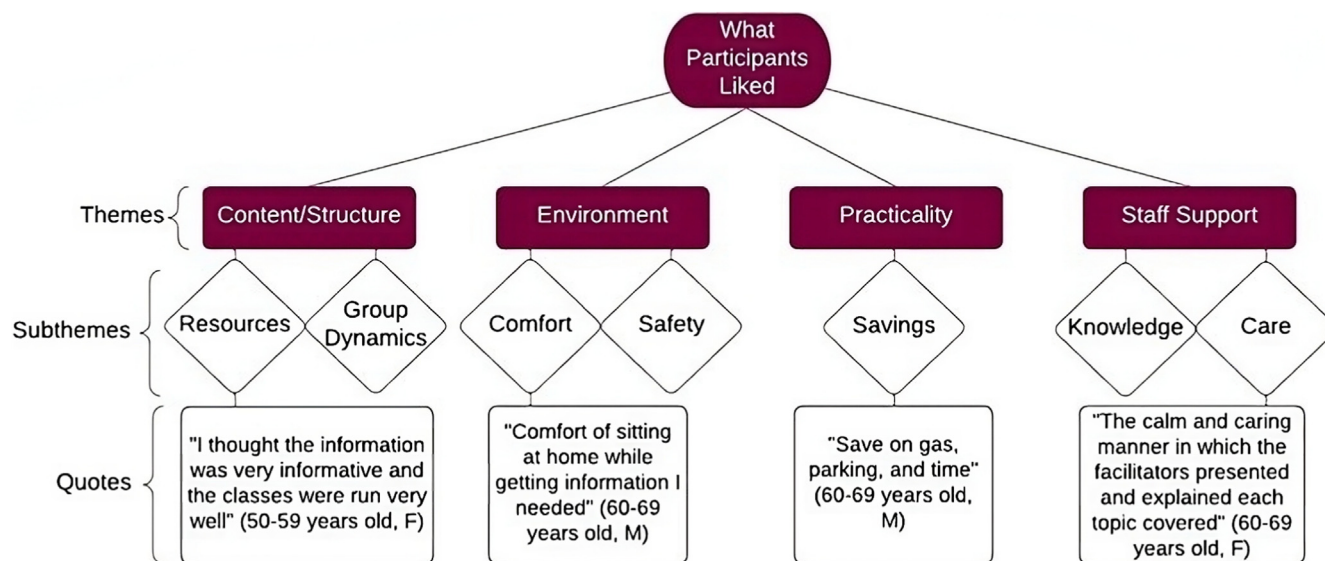 What
Participants
Liked
Themes
Content/Structure
Environment
Practicality
Staff Support
Subthemes
Resources
Group
Dynamics
Comfort
Safety
Savings
Knowledge
Care
Quotes
"I thought the information
was very informative and
the classes were run very
well" (50-59 years old, F)
"Comfort of sitting
at home while
getting information I
needed" (60-69
years old, M)
"Save on gas,
parking, and time"
(60-69 years old,
M)
"The calm and caring
manner in which the
facilitators presented
and explained each
topic covered" (60-69
years old, F)